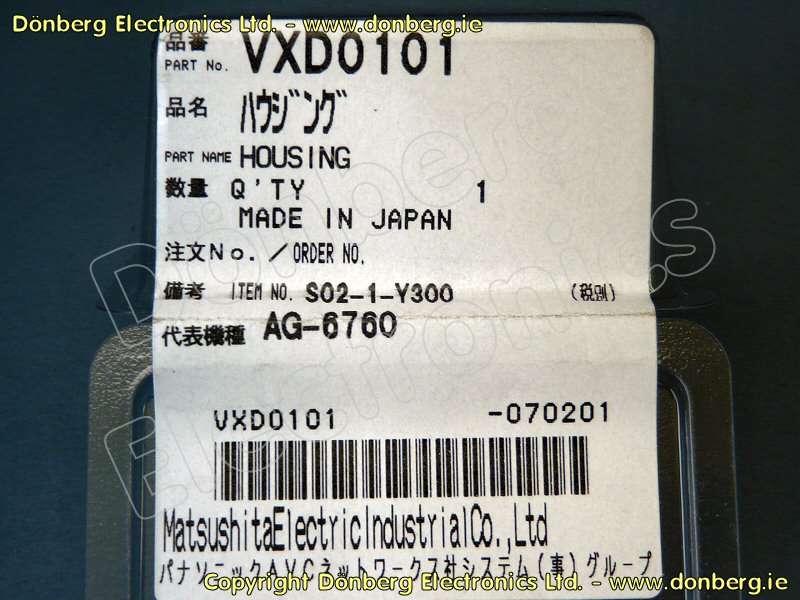 Dönberg Electronics Ltd. - www.dönberg.ie
品番 PART No. VXD0101
品名 ハウジング
PART NAME HOUSING
数量 Q'TY 1
MADE IN JAPAN
注文No./ORDER NO.
備考 ITEM NO. S02-1-Y300 (税別)
代表機種 AG-6760
VXD0101 -070201
MatsushitaElectricIndustrialCo.,Ltd
パナソニックAVCネットワークス社システム(事)グループ
Copyright Dönberg Electronics Ltd. - www.dönberg.ie
Dönberg
Electronics